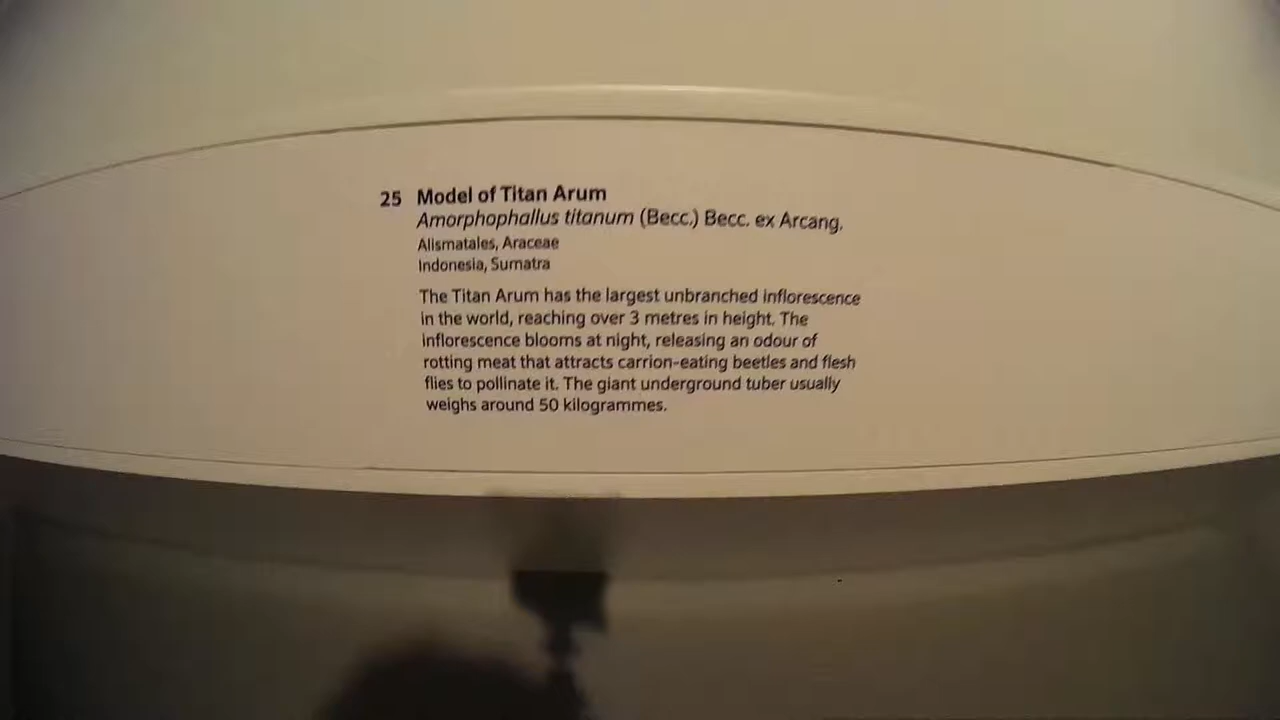 25 Model of Titan Arum
Amorphophallus titanum (Becc.) Becc. ex Arcang.
Alismatales, Araceae
Indonesia, Sumatra
The Titan Arum has the largest unbranched inflorescence
in the world, reaching over 3 metres in height. The
inflorescence blooms at night, releasing an odour of
rotting meat that attracts carrion-eating beetles and flesh
flies to pollinate it. The giant underground tuber usually
weighs around 50 kilogrammes.